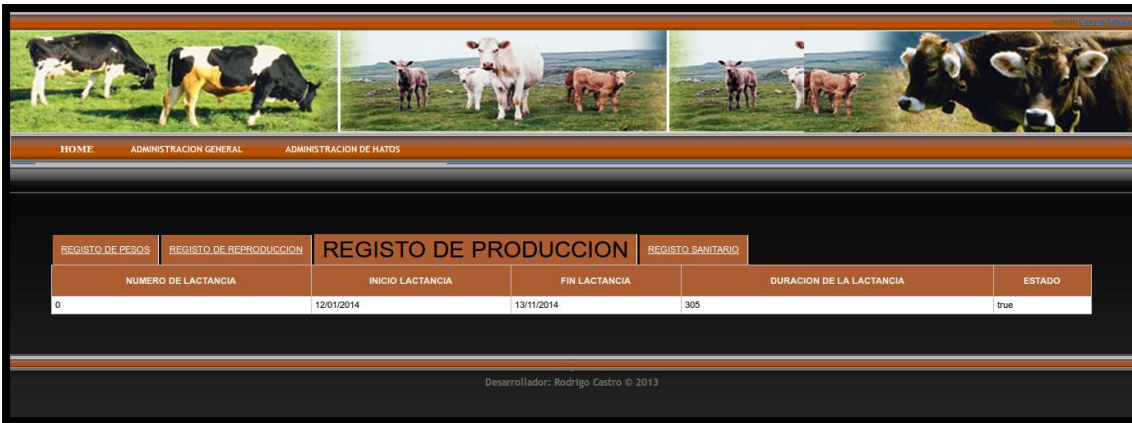 admin CerrarSesion
HOME ADMINISTRACION GENERAL ADMINISTRACION DE HATOS
REGISTO DE PESOS REGISTO DE REPRODUCCION REGISTO DE PRODUCCION REGISTO SANITARIO
NUMERO DE LACTANCIA INICIO LACTANCIA FIN LACTANCIA DURACION DE LA LACTANCIA ESTADO
0 12/01/2014 13/11/2014 305 true
Desarrollador: Rodrigo Castro © 2013